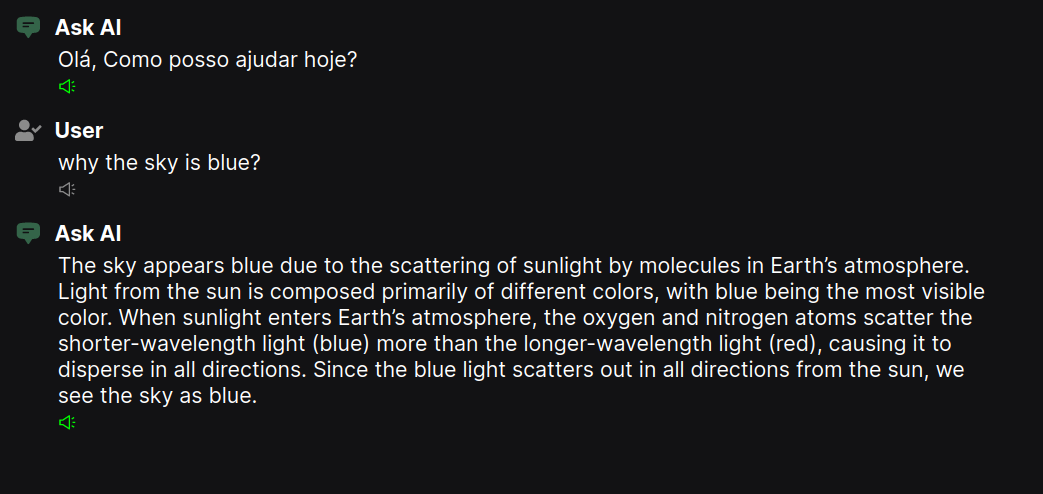 Ask AI
Olá, Como posso ajudar hoje?
User
why the sky is blue?
Ask AI
The sky appears blue due to the scattering of sunlight by molecules in Earth’s atmosphere.
Light from the sun is composed primarily of different colors, with blue being the most visible
color. When sunlight enters Earth’s atmosphere, the oxygen and nitrogen atoms scatter the
shorter-wavelength light (blue) more than the longer-wavelength light (red), causing it to
disperse in all directions. Since the blue light scatters out in all directions from the sun, we
see the sky as blue.